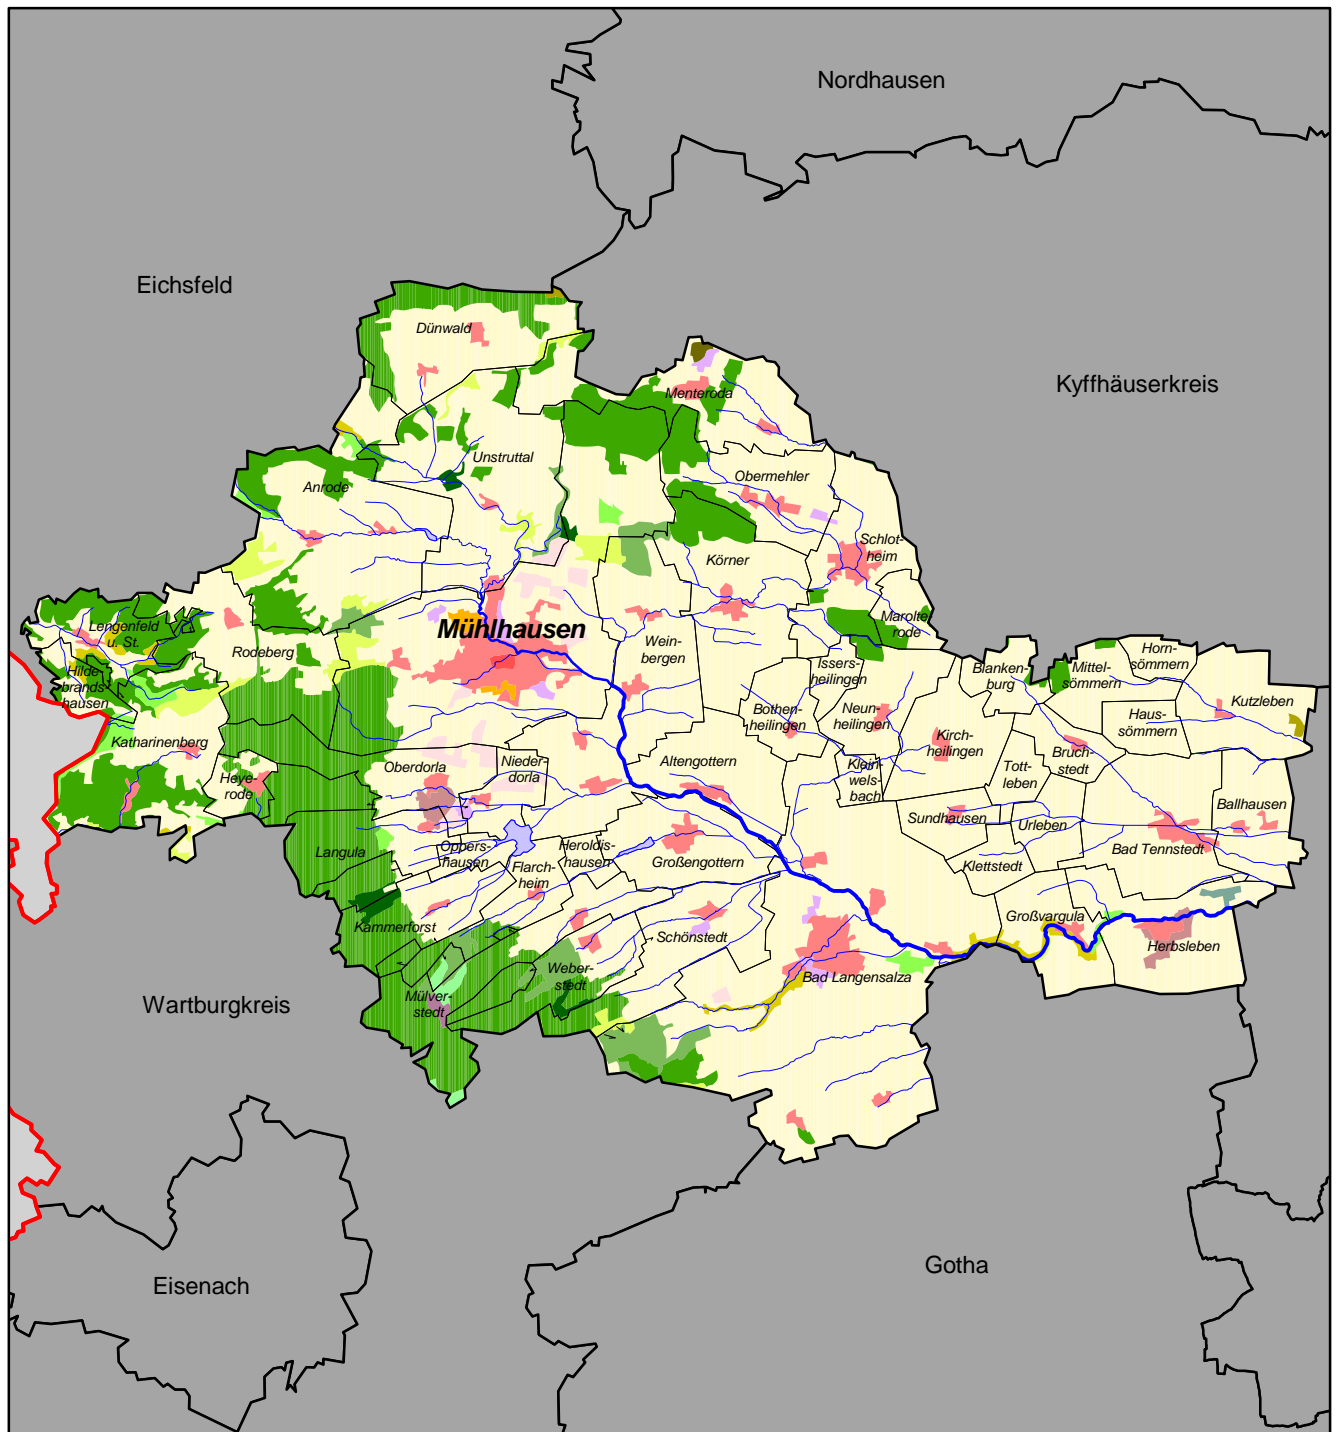 Nordhausen
Eichsfeld
Kyffhäuserkreis
Dünwald
Menteroda
Unstruttal
Obermehler
Anrode
Schlot-
heim
Körner
Marolte
rode
Lengenfeld
u. St.
Mühlhausen
Rodeberg
Wein-
bergen
Issers-
heilingen
Blanken-
burg
Mittel-
sömmern
Horn-
sömmern
Hilde
brands-
hausen
Kutzleben
Bothen-
heilingen
Neun-
heilingen
Haus-
sömmern
Katharinenberg
Kirch-
heilingen
Bruch-
stedt
Heye-
rode
Oberdorla
Nieder-
dorla
Altengottern
Klein-
wels-
bach
Tott-
leben
Sundhausen
Urleben
Ballhausen
Langula
Oppers-
hausen
Flarch-
heim
Heroldis-
hausen
Großengottern
Klettstedt
Bad Tennstedt
Kammerforst
Großvargula
Schönstedt
Herbsleben
Weber-
stedt
Bad Langensalza
Mülver-
stedt
Wartburgkreis
Gotha
Eisenach